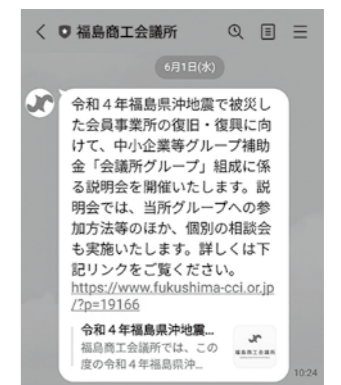 福島商工会議所
6月1日(水)
令和４年福島県沖地震で被災し
た会員事業所の復旧・復興に向
けて、中小企業等グループ補助
金「会議所グループ」組成に係
る説明会を開催いたします。説
明会では、当所グループへの参
加方法等のほか、個別の相談会
も実施いたします。詳しくは下
記リンクをご覧ください。
https://www.fukushima-cci.or.jp
/?p=19166
令和４年福島県沖地震...
福島商工会議所では、この
度の令和４年福島県沖...
福島商工会議所
10:24